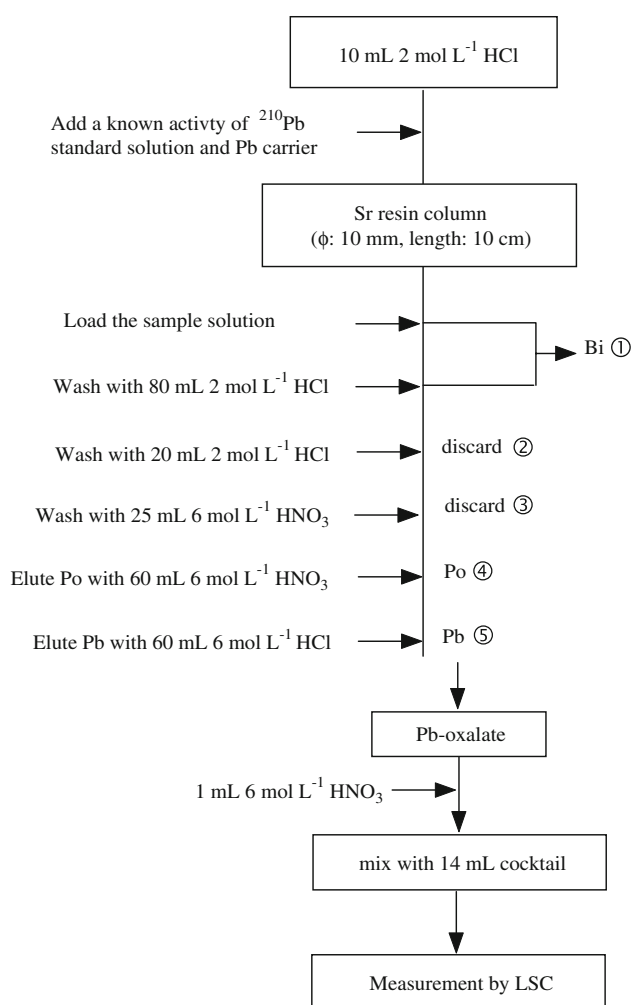 10 mL 2 mol L⁻¹ HCl
Add a known activty of ²¹⁰Pb
standard solution and Pb carrier
Sr resin column
(ϕ: 10 mm, length: 10 cm)
Load the sample solution
Bi ①
Wash with 80 mL 2 mol L⁻¹ HCl
Wash with 20 mL 2 mol L⁻¹ HCl
discard ②
Wash with 25 mL 6 mol L⁻¹ HNO₃
discard ③
Elute Po with 60 mL 6 mol L⁻¹ HNO₃
Po ④
Elute Pb with 60 mL 6 mol L⁻¹ HCl
Pb ⑤
Pb-oxalate
1 mL 6 mol L⁻¹ HNO₃
mix with 14 mL cocktail
Measurement by LSC